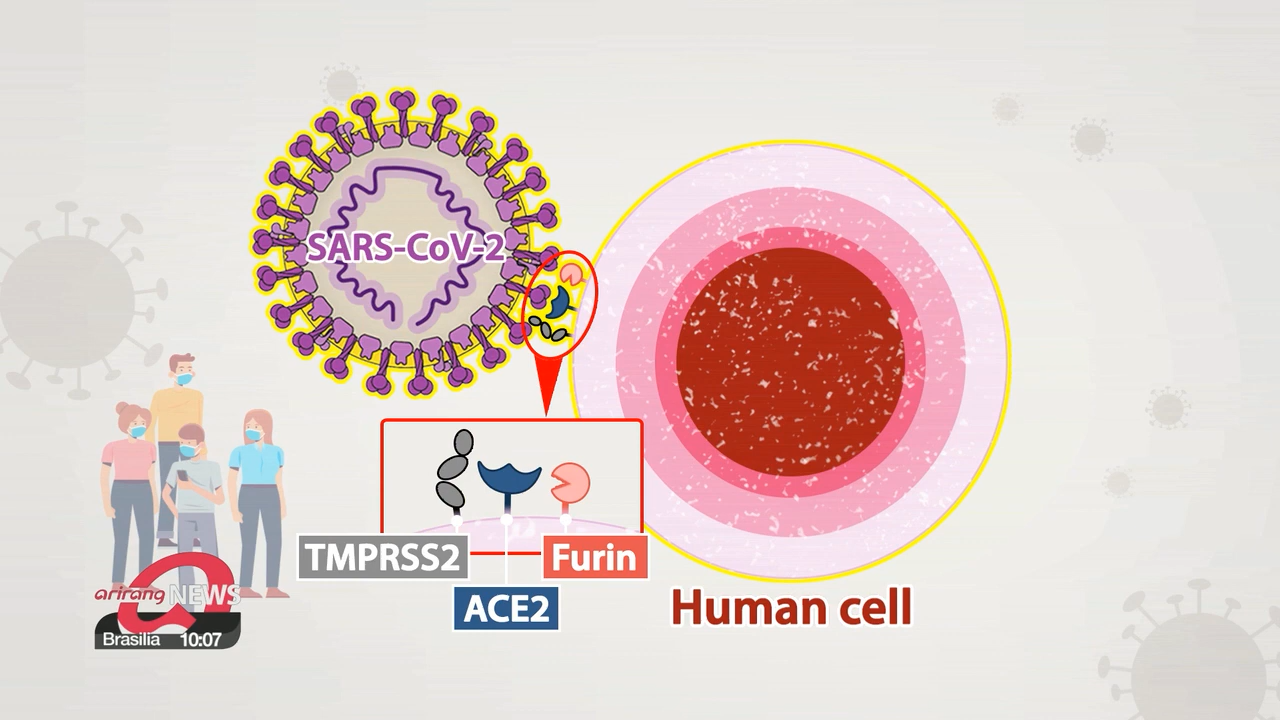 SARS-CoV-2
TMPRSS2
Furin
ACE2
Human cell
arirang NEWS
Brasilia 10:07